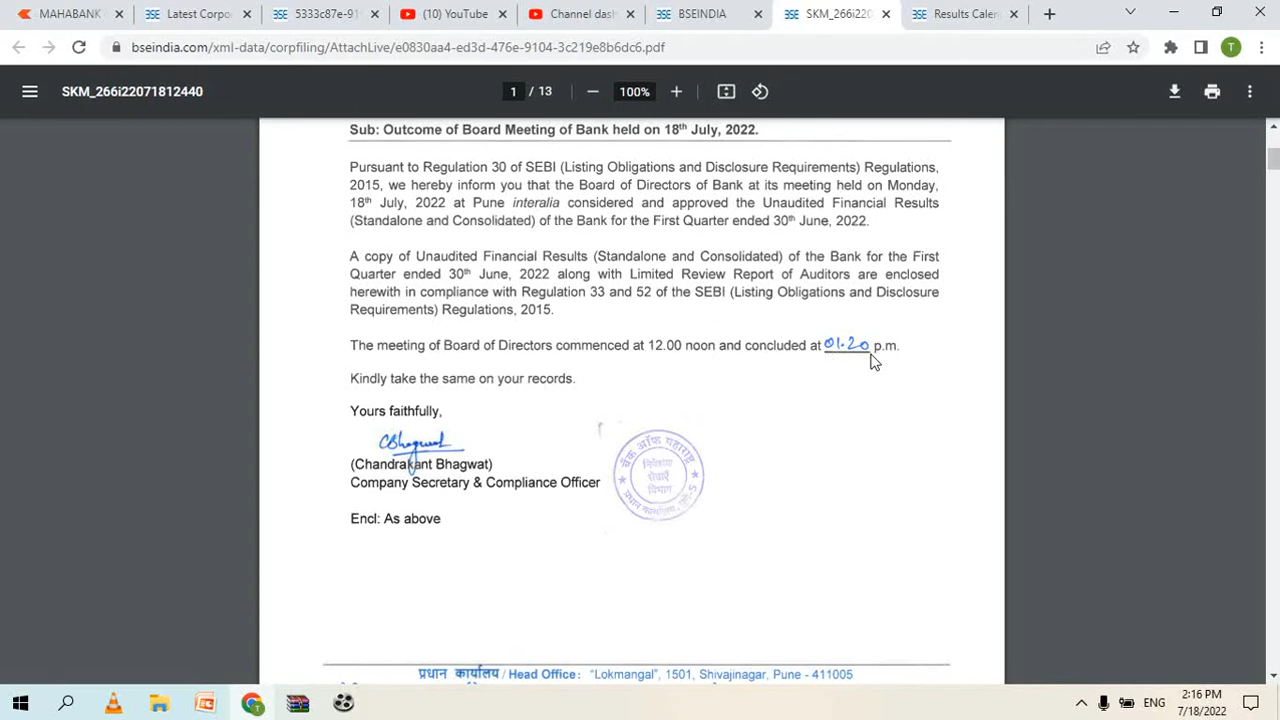 MAHABANK
Latest Corpo
5333c87e-91
(10) YouTube
Channel dash
BSEINDIA
SKM_266i220
Results Calen
bseindia.com/xml-data/corpfiling/AttachLive/e0830aa4-ed3d-476e-9104-3c219e8b6dc6.pdf
T
SKM_266i22071812440
1 / 13
100%
Sub: Outcome of Board Meeting of Bank held on 18th July, 2022.
Pursuant to Regulation 30 of SEBI (Listing Obligations and Disclosure Requirements) Regulations,
2015, we hereby inform you that the Board of Directors of Bank at its meeting held on Monday,
18th July, 2022 at Pune interalia considered and approved the Unaudited Financial Results
(Standalone and Consolidated) of the Bank for the First Quarter ended 30th June, 2022.
A copy of Unaudited Financial Results (Standalone and Consolidated) of the Bank for the First
Quarter ended 30th June, 2022 along with Limited Review Report of Auditors are enclosed
herewith in compliance with Regulation 33 and 52 of the SEBI (Listing Obligations and Disclosure
Requirements) Regulations, 2015.
The meeting of Board of Directors commenced at 12.00 noon and concluded at 01.20 p.m.
Kindly take the same on your records.
Yours faithfully,
CBhagwat
(Chandrakant Bhagwat)
Company Secretary & Compliance Officer
बैंक ऑफ महाराष्ट्र
निवेशक
सेवाएँ
विभाग
Encl: As above
प्रधान कार्यालय / Head Office: "Lokmangal", 1501, Shivajinagar, Pune - 411005
ENG
2:16 PM
7/18/2022